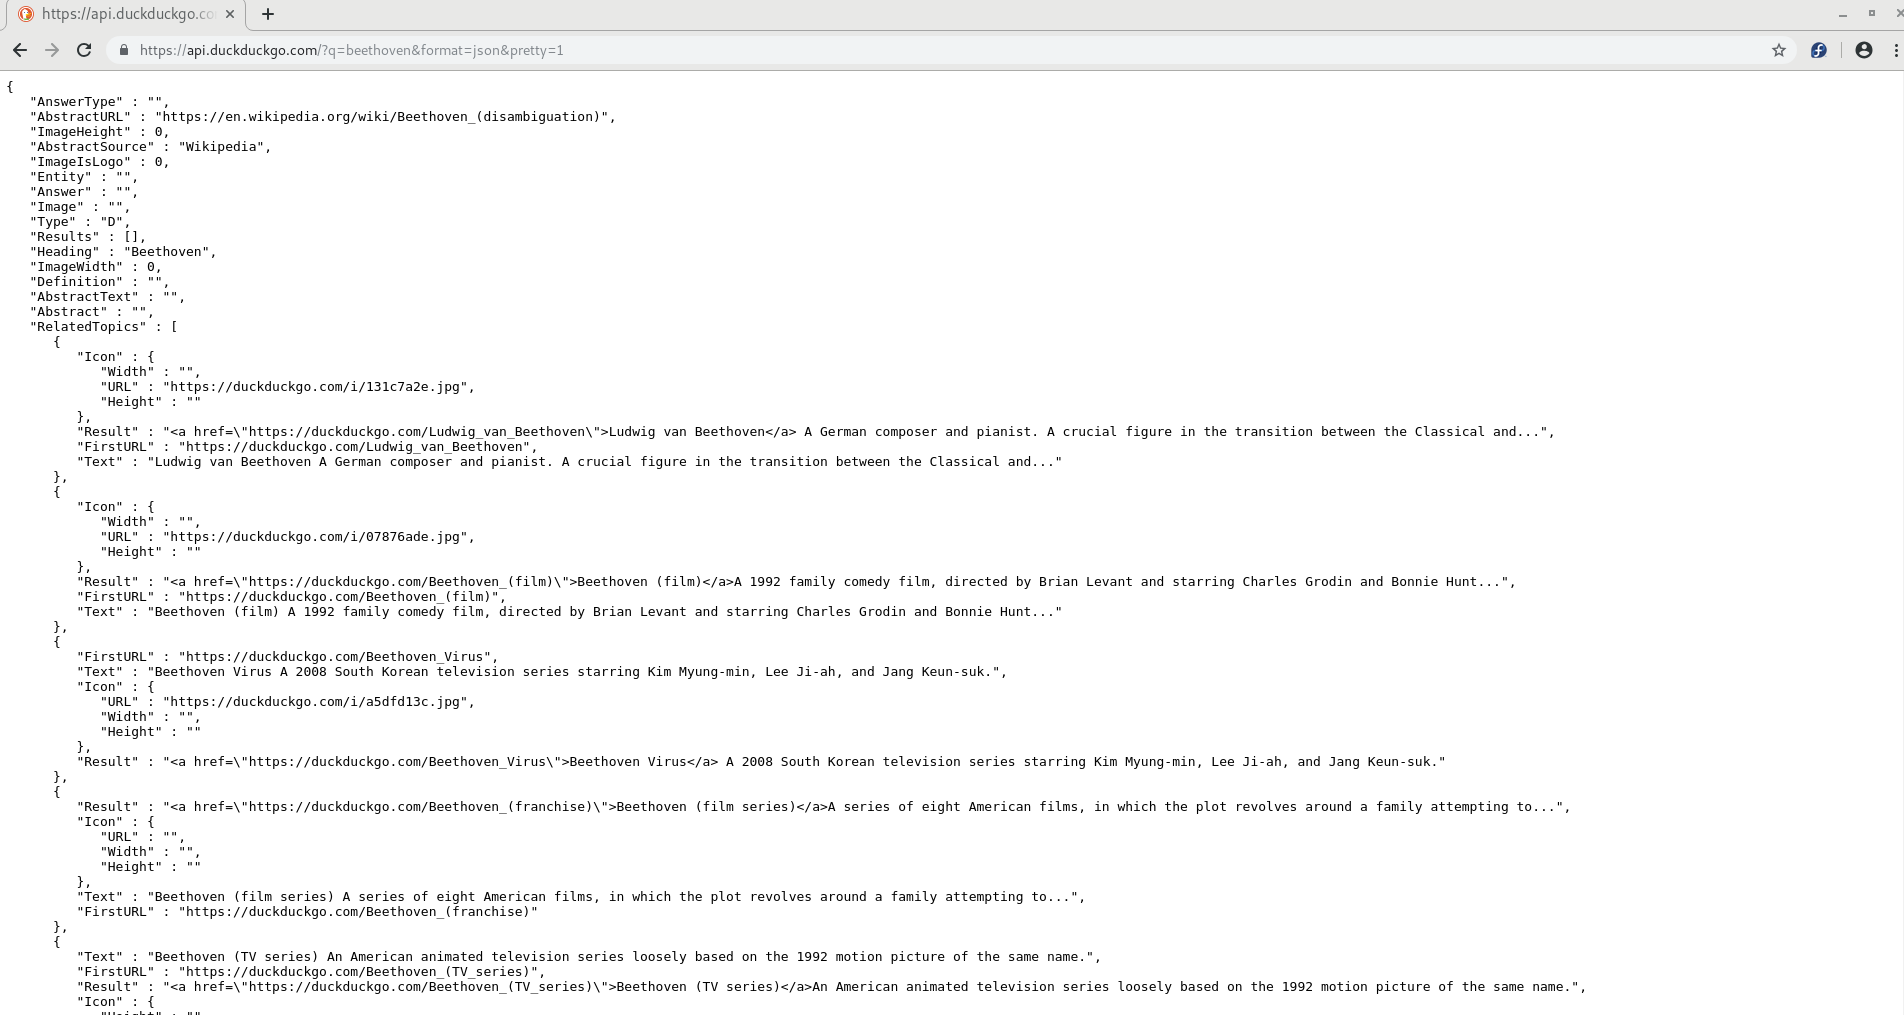 https://api.duckduckgo.co
https://api.duckduckgo.com/?q=beethoven&format=json&pretty=1
{
   "AnswerType" : "",
   "AbstractURL" : "https://en.wikipedia.org/wiki/Beethoven_(disambiguation)",
   "ImageHeight" : 0,
   "AbstractSource" : "Wikipedia",
   "ImageIsLogo" : 0,
   "Entity" : "",
   "Answer" : "",
   "Image" : "",
   "Type" : "D",
   "Results" : [],
   "Heading" : "Beethoven",
   "ImageWidth" : 0,
   "Definition" : "",
   "AbstractText" : "",
   "Abstract" : "",
   "RelatedTopics" : [
      {
         "Icon" : {
            "Width" : "",
            "URL" : "https://duckduckgo.com/i/131c7a2e.jpg",
            "Height" : ""
         },
         "Result" : "<a href=\"https://duckduckgo.com/Ludwig_van_Beethoven\">Ludwig van Beethoven</a> A German composer and pianist. A crucial figure in the transition between the Classical and...",
         "FirstURL" : "https://duckduckgo.com/Ludwig_van_Beethoven",
         "Text" : "Ludwig van Beethoven A German composer and pianist. A crucial figure in the transition between the Classical and..."
      },
      {
         "Icon" : {
            "Width" : "",
            "URL" : "https://duckduckgo.com/i/07876ade.jpg",
            "Height" : ""
         },
         "Result" : "<a href=\"https://duckduckgo.com/Beethoven_(film)\">Beethoven (film)</a>A 1992 family comedy film, directed by Brian Levant and starring Charles Grodin and Bonnie Hunt...",
         "FirstURL" : "https://duckduckgo.com/Beethoven_(film)",
         "Text" : "Beethoven (film) A 1992 family comedy film, directed by Brian Levant and starring Charles Grodin and Bonnie Hunt..."
      },
      {
         "FirstURL" : "https://duckduckgo.com/Beethoven_Virus",
         "Text" : "Beethoven Virus A 2008 South Korean television series starring Kim Myung-min, Lee Ji-ah, and Jang Keun-suk.",
         "Icon" : {
            "URL" : "https://duckduckgo.com/i/a5dfd13c.jpg",
            "Width" : "",
            "Height" : ""
         },
         "Result" : "<a href=\"https://duckduckgo.com/Beethoven_Virus\">Beethoven Virus</a> A 2008 South Korean television series starring Kim Myung-min, Lee Ji-ah, and Jang Keun-suk."
      },
      {
         "Result" : "<a href=\"https://duckduckgo.com/Beethoven_(franchise)\">Beethoven (film series)</a>A series of eight American films, in which the plot revolves around a family attempting to...",
         "Icon" : {
            "URL" : "",
            "Width" : "",
            "Height" : ""
         },
         "Text" : "Beethoven (film series) A series of eight American films, in which the plot revolves around a family attempting to...",
         "FirstURL" : "https://duckduckgo.com/Beethoven_(franchise)"
      },
      {
         "Text" : "Beethoven (TV series) An American animated television series loosely based on the 1992 motion picture of the same name.",
         "FirstURL" : "https://duckduckgo.com/Beethoven_(TV_series)",
         "Result" : "<a href=\"https://duckduckgo.com/Beethoven_(TV_series)\">Beethoven (TV series)</a>An American animated television series loosely based on the 1992 motion picture of the same name.",
         "Icon" : {